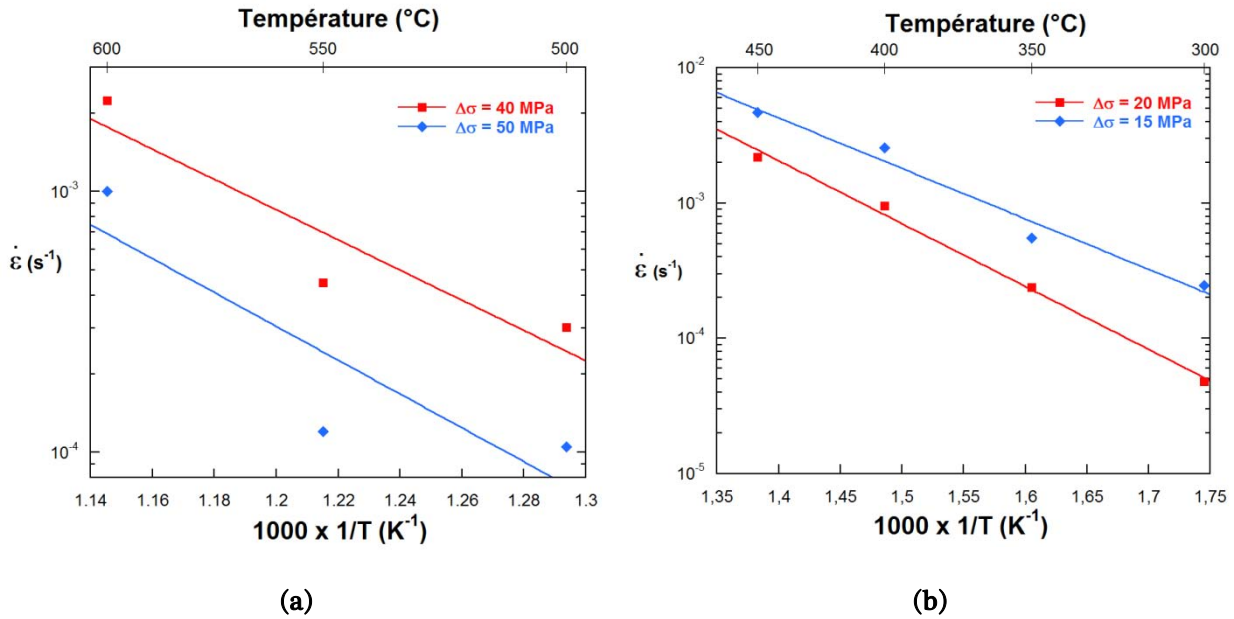 Température (°C)
600 550 500
Δσ = 40 MPa
Δσ = 50 MPa
10⁻³
ε̇ (s⁻¹)
10⁻⁴
1.14 1.16 1.18 1.2 1.22 1.24 1.26 1.28 1.3
1000 x 1/T (K⁻¹)
(a)
Température (°C)
450 400 350 300
10⁻²
Δσ = 20 MPa
Δσ = 15 MPa
10⁻³
ε̇ (s⁻¹)
10⁻⁴
10⁻⁵
1,35 1,4 1,45 1,5 1,55 1,6 1,65 1,7 1,75
1000 x 1/T (K⁻¹)
(b)